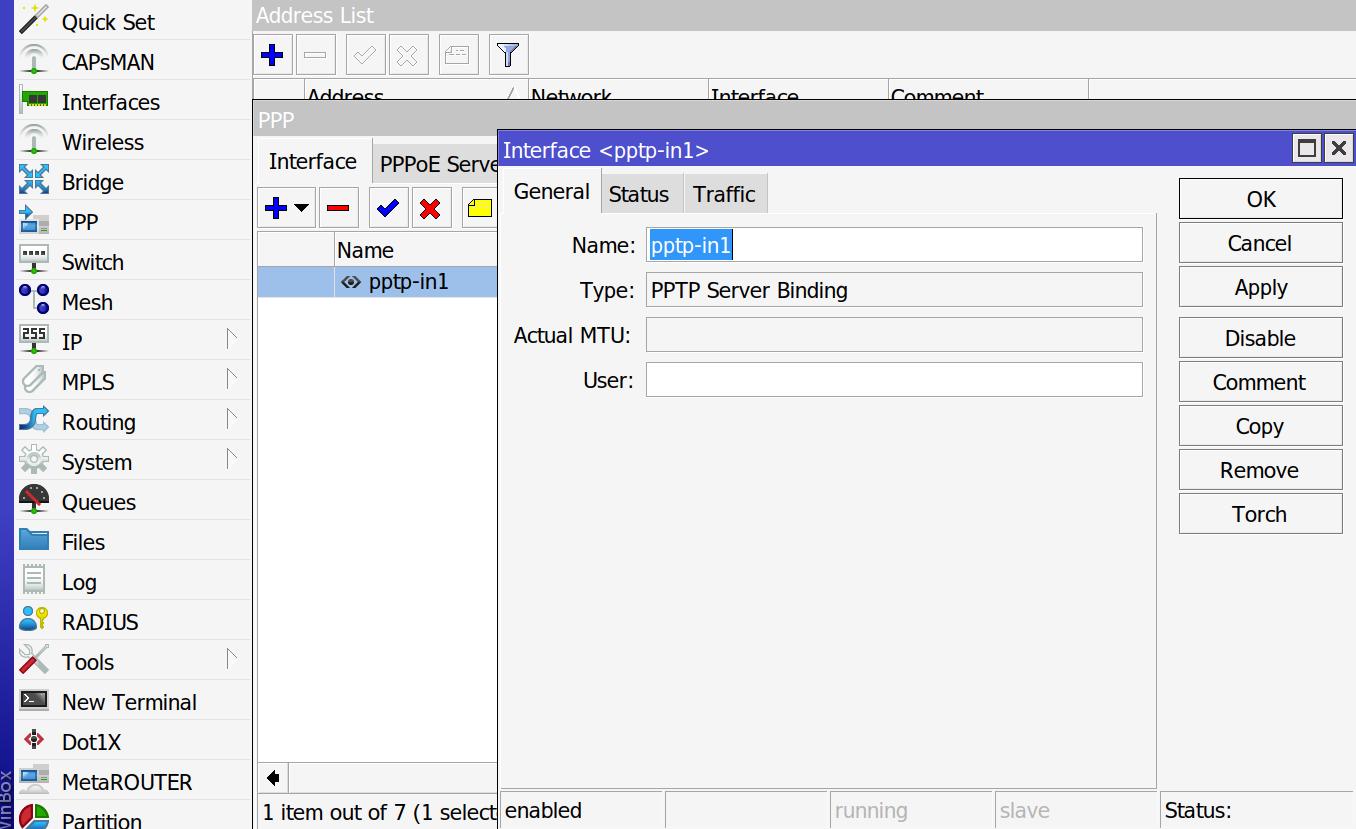 Quick Set
CAPsMAN
Interfaces
Wireless
Bridge
PPP
Switch
Mesh
IP
MPLS
Routing
System
Queues
Files
Log
RADIUS
Tools
New Terminal
Dot1X
MetaROUTER
Partition
WinBox
255
Address List
Address
Network
Interface
Comment
PPP
Interface
PPPoE Serve
Name
pptp-in1
1 item out of 7 (1 select
Interface <pptp-in1>
General
Status
Traffic
Name: pptp-in1
Type: PPTP Server Binding
Actual MTU:
User:
OK
Cancel
Apply
Disable
Comment
Copy
Remove
Torch
enabled
running
slave
Status: